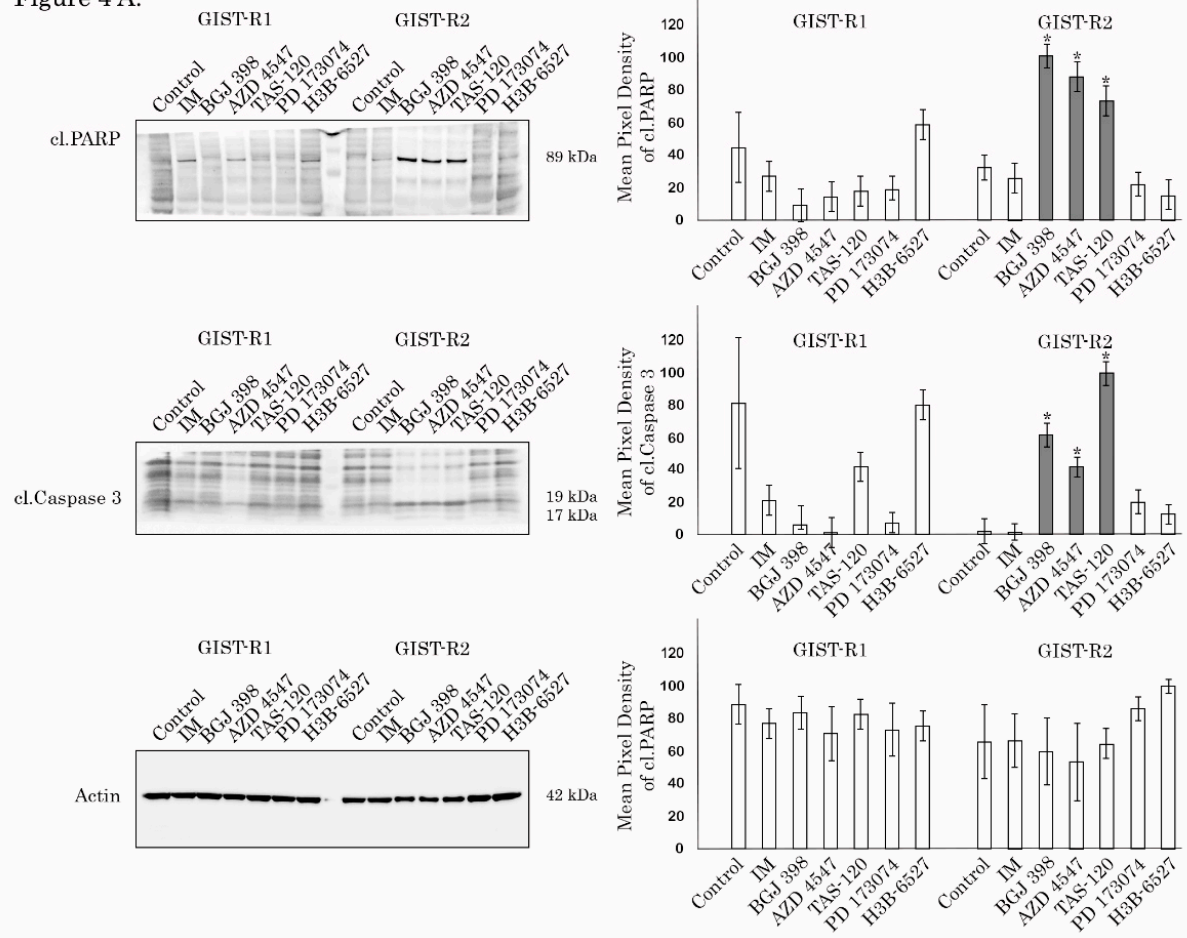 Figure 4 A.
GIST-R1 GIST-R2
Control IM BGJ 398 AZD 4547 TAS-120 PD 173074 H3B-6527 Control IM BGJ 398 AZD 4547 TAS-120 PD 173074 H3B-6527
cl.PARP
89 kDa
Mean Pixel Density
of cl.PARP
120
100
80
60
40
20
0
GIST-R1 GIST-R2
* * *
Control IM BGJ 398 AZD 4547 TAS-120 PD 173074 H3B-6527 Control IM BGJ 398 AZD 4547 TAS-120 PD 173074 H3B-6527
GIST-R1 GIST-R2
Control IM BGJ 398 AZD 4547 TAS-120 PD 173074 H3B-6527 Control IM BGJ 398 AZD 4547 TAS-120 PD 173074 H3B-6527
cl.Caspase 3
19 kDa
17 kDa
Mean Pixel Density
of cl.Caspase 3
120
100
80
60
40
20
0
GIST-R1 GIST-R2
* * *
Control IM BGJ 398 AZD 4547 TAS-120 PD 173074 H3B-6527 Control IM BGJ 398 AZD 4547 TAS-120 PD 173074 H3B-6527
GIST-R1 GIST-R2
Control IM BGJ 398 AZD 4547 TAS-120 PD 173074 H3B-6527 Control IM BGJ 398 AZD 4547 TAS-120 PD 173074 H3B-6527
Actin
42 kDa
Mean Pixel Density
of cl.PARP
120
100
80
60
40
20
0
GIST-R1 GIST-R2
Control IM BGJ 398 AZD 4547 TAS-120 PD 173074 H3B-6527 Control IM BGJ 398 AZD 4547 TAS-120 PD 173074 H3B-6527